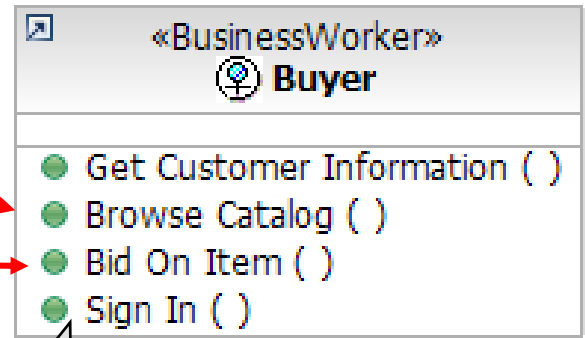 «BusinessWorker»
Buyer
Get Customer Information ( )
Browse Catalog ( )
Bid On Item ( )
Sign In ( )